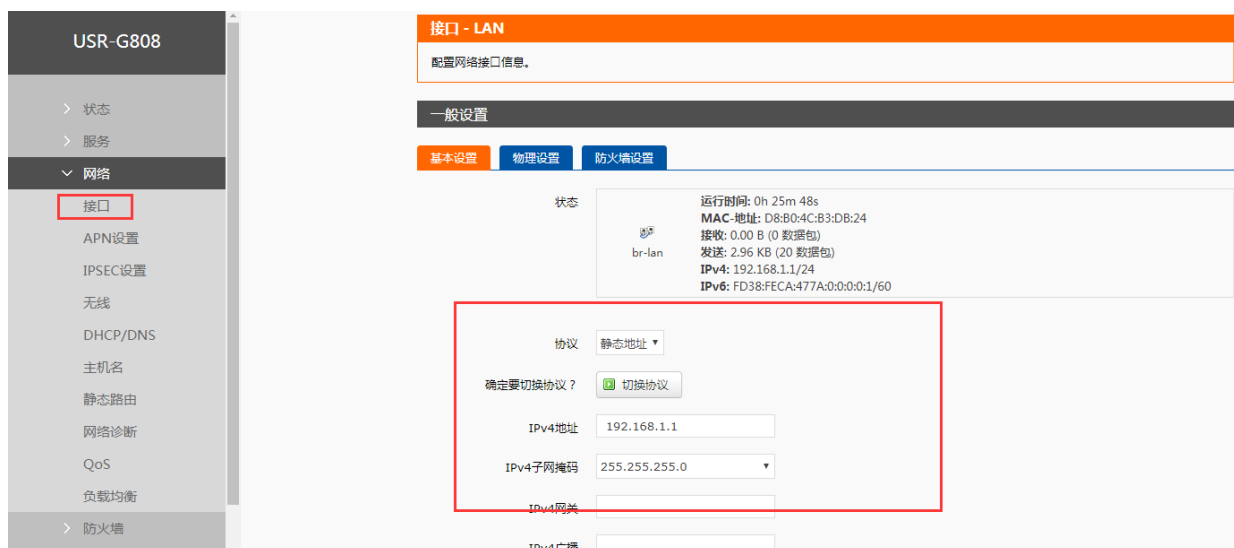 USR-G808
状态
服务
网络
接口
APN设置
IPSEC设置
无线
DHCP/DNS
主机名
静态路由
网络诊断
QoS
负载均衡
防火墙
接口 - LAN
配置网络接口信息。
一般设置
基本设置 物理设置 防火墙设置
状态
br-lan
运行时间: 0h 25m 48s
MAC-地址: D8:B0:4C:B3:DB:24
接收: 0.00 B (0 数据包)
发送: 2.96 KB (20 数据包)
IPv4: 192.168.1.1/24
IPv6: FD38:FECA:477A:0:0:0:0:1/60
协议 静态地址
确定要切换协议？ 切换协议
IPv4地址 192.168.1.1
IPv4子网掩码 255.255.255.0
IPv4网关
IPv4广播